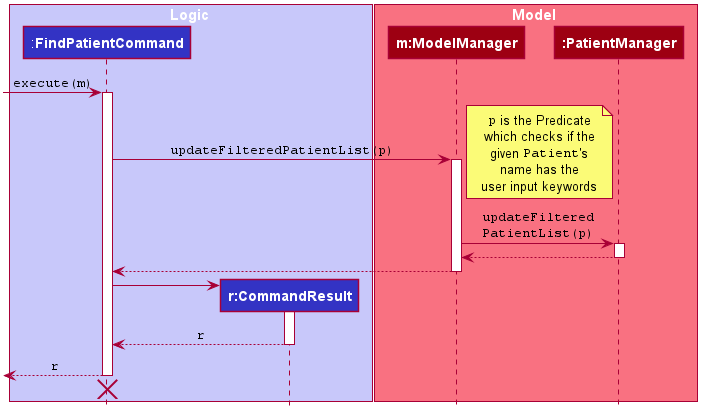 Logic
Model
:FindPatientCommand
m:ModelManager
:PatientManager
execute(m)
p is the Predicate
which checks if the
given Patient's
name has the
user input keywords
updateFilteredPatientList(p)
updateFiltered
PatientList(p)
r:CommandResult
r
r